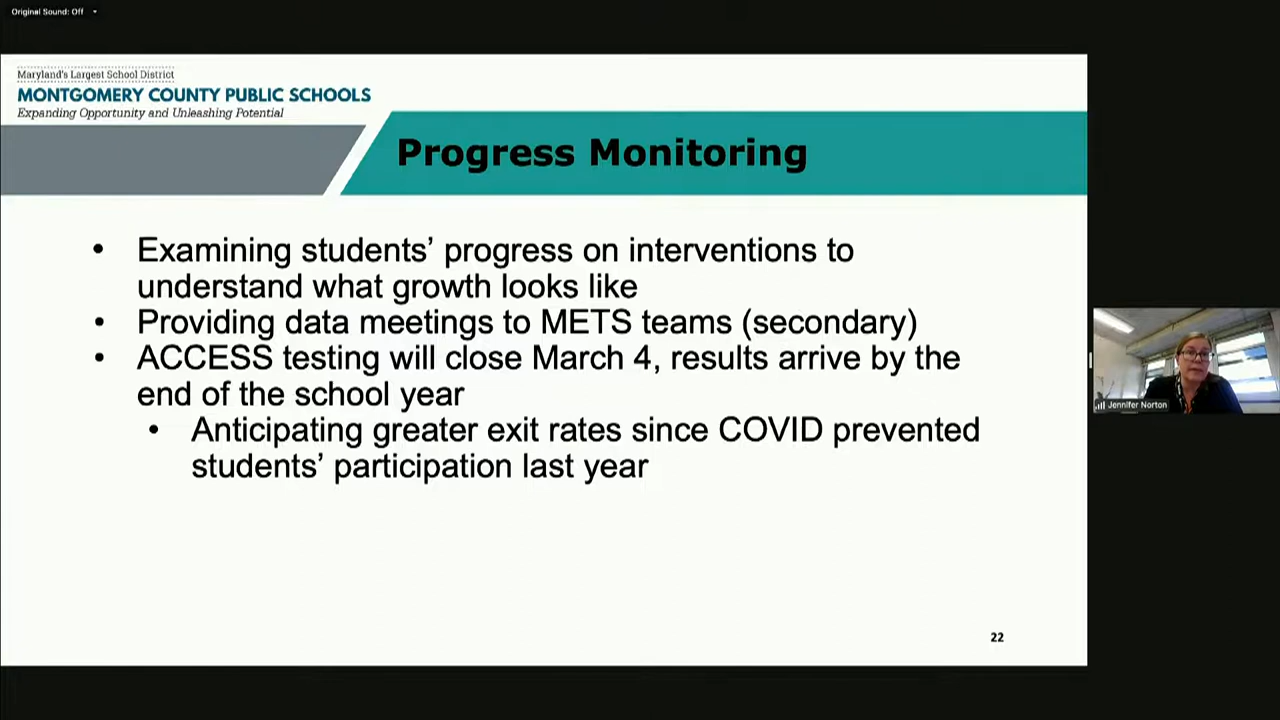 Original Sound: Off
Maryland's Largest School District
MONTGOMERY COUNTY PUBLIC SCHOOLS
Expanding Opportunity and Unleashing Potential
Progress Monitoring
• Examining students' progress on interventions to
understand what growth looks like
• Providing data meetings to METS teams (secondary)
• ACCESS testing will close March 4, results arrive by the
end of the school year
• Anticipating greater exit rates since COVID prevented
students' participation last year
Jennifer Norton
22